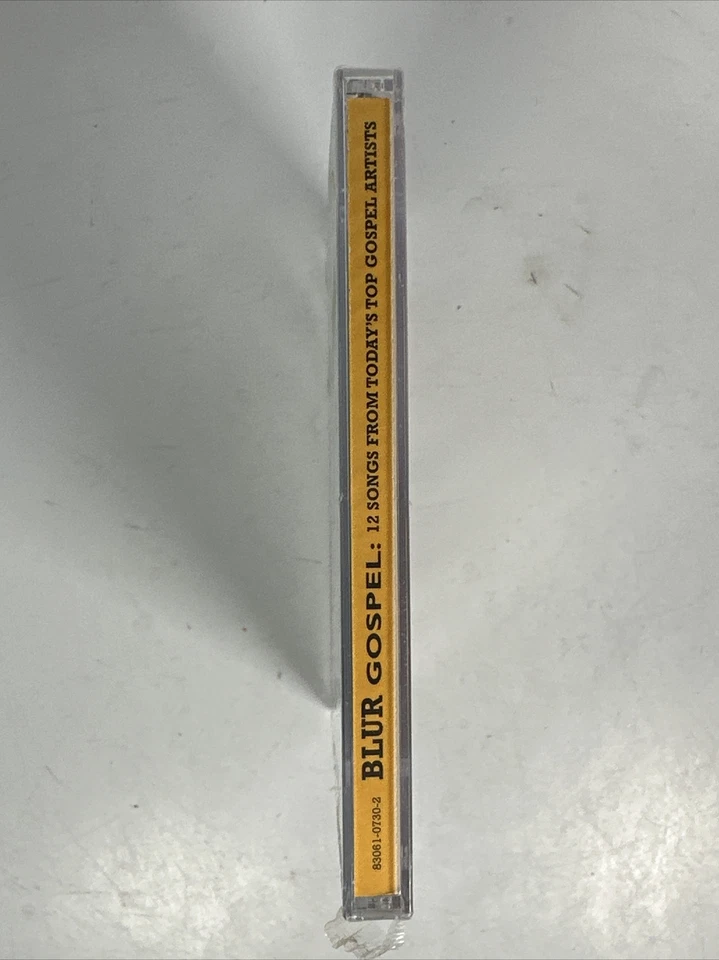 83061-0730-2 BLUR GOSPEL: 12 SONGS FROM TODAY'S TOP GOSPEL ARTISTS